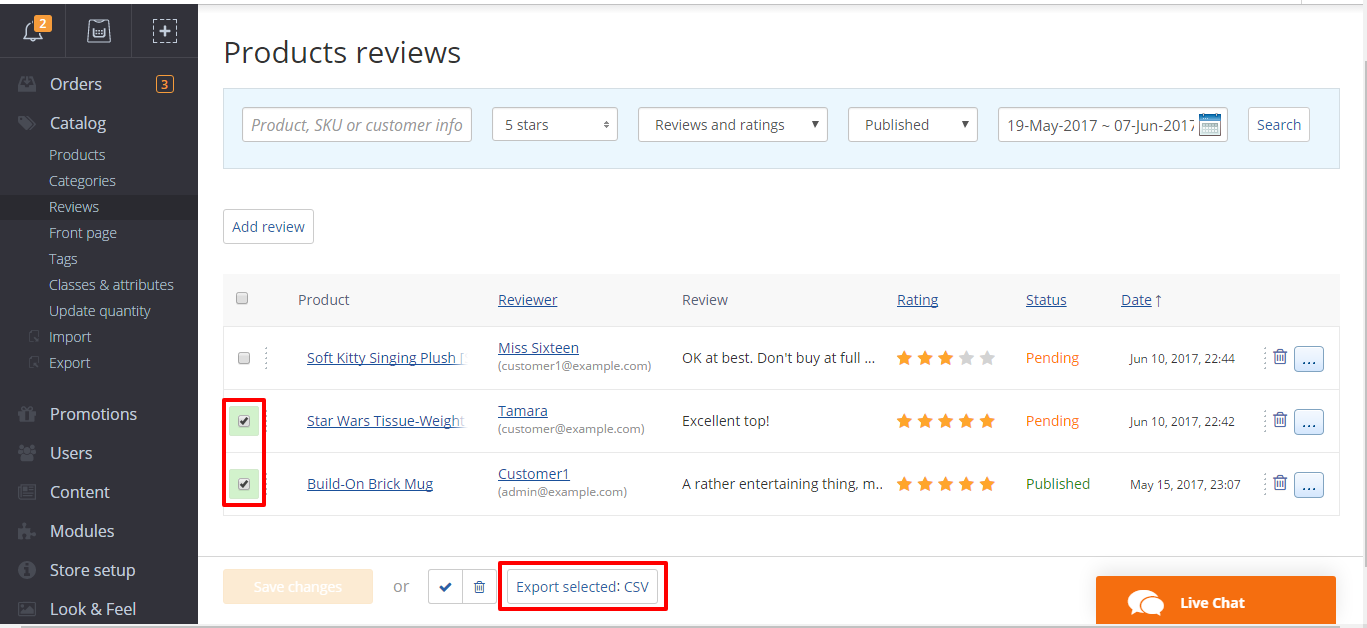 2
Products reviews
Orders 3
Catalog
Products
Categories
Reviews
Front page
Tags
Classes & attributes
Update quantity
Import
Export
Promotions
Users
Content
Modules
Store setup
Look & Feel
Product, SKU or customer info 5 stars Reviews and ratings Published 19-May-2017 ~ 07-Jun-2017 Search
Add review
Product Reviewer Review Rating Status Date ↑
Soft Kitty Singing Plush Miss Sixteen OK at best. Don't buy at full ... Pending Jun 10, 2017, 22:44 ...
(customer1@example.com)
Star Wars Tissue-Weight Tamara Excellent top! Pending Jun 10, 2017, 22:42 ...
(customer@example.com)
Build-On Brick Mug Customer1 A rather entertaining thing, m.. Published May 15, 2017, 23:07 ...
(admin@example.com)
Save changes or Export selected: CSV
Live Chat